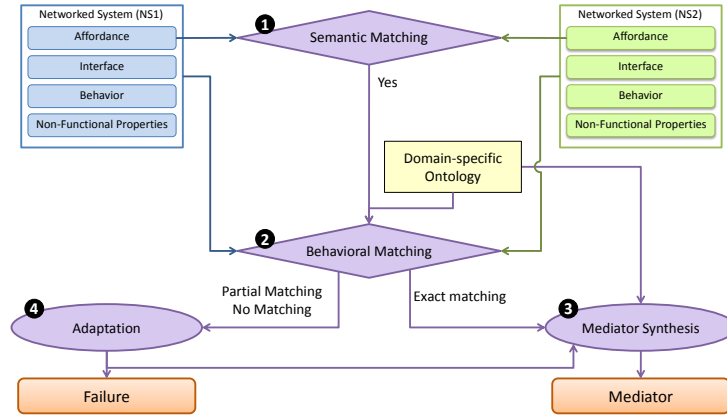 Networked System (NS1)
Affordance
Interface
Behavior
Non-Functional Properties
1
Semantic Matching
Networked System (NS2)
Affordance
Interface
Behavior
Non-Functional Properties
Yes
Domain-specific
Ontology
2
Behavioral Matching
Partial Matching
No Matching
Exact matching
4
Adaptation
3
Mediator Synthesis
Failure
Mediator